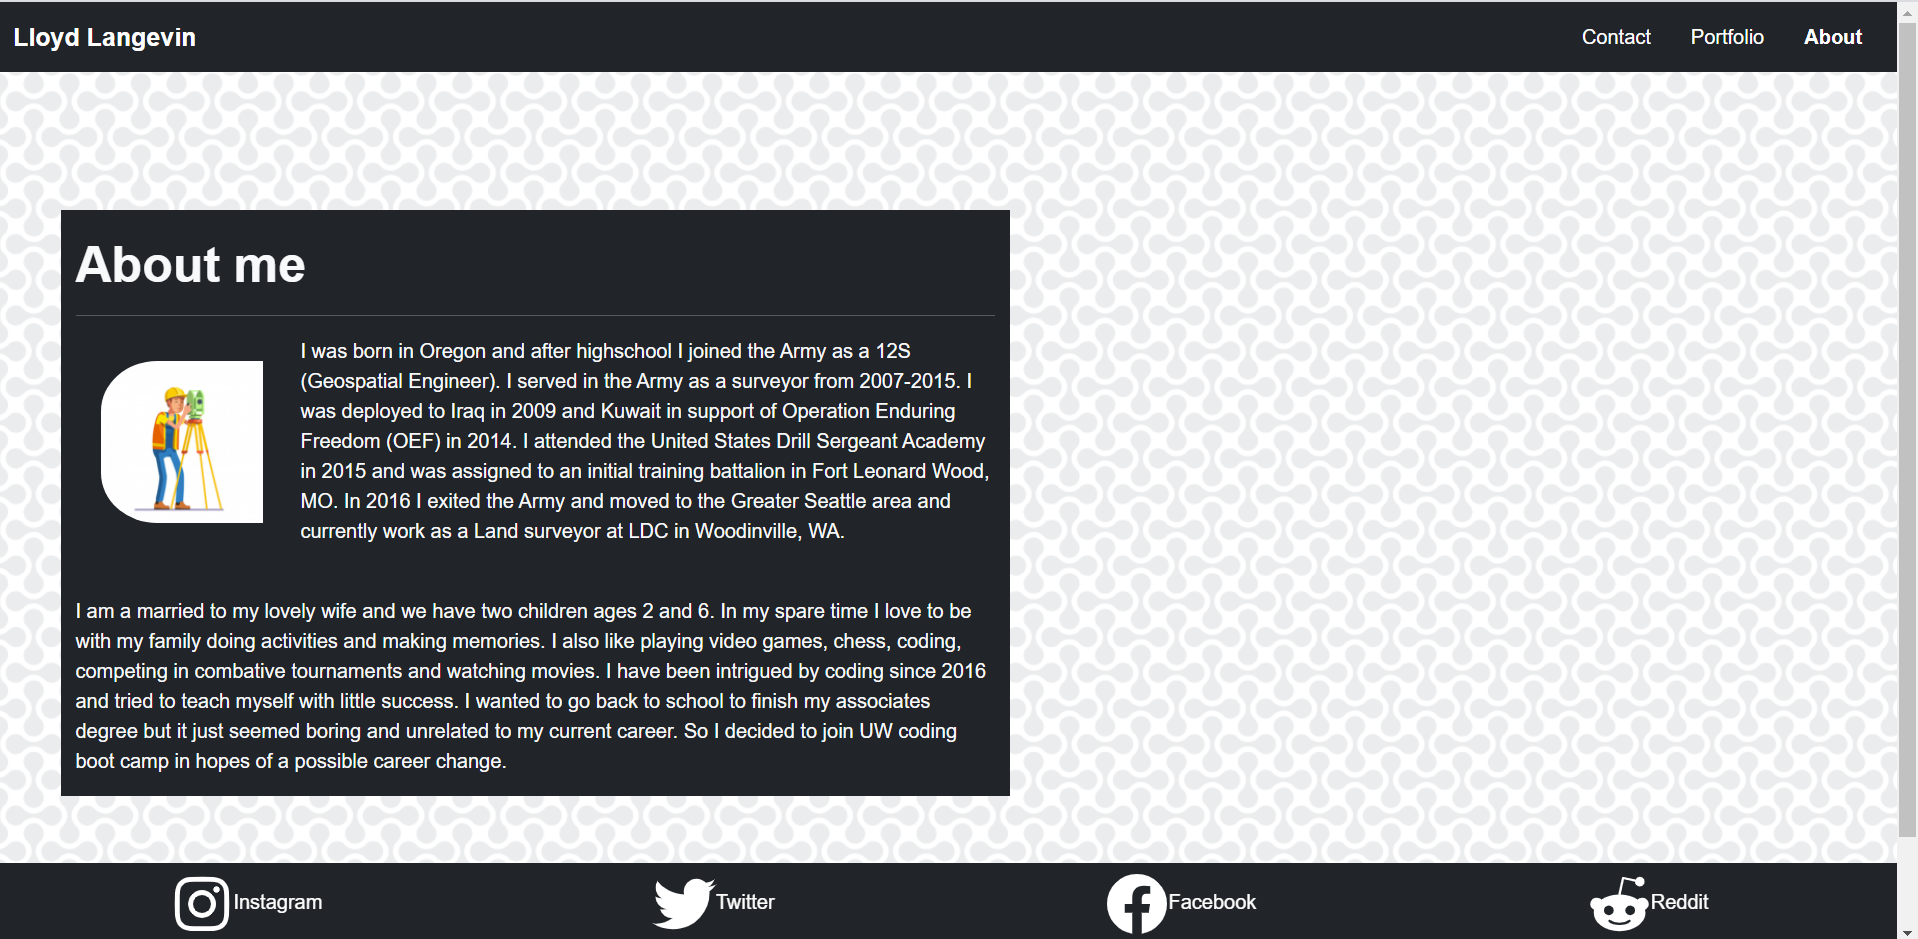 Lloyd Langevin
Contact Portfolio About
About me
I was born in Oregon and after highschool I joined the Army as a 12S
(Geospatial Engineer). I served in the Army as a surveyor from 2007-2015. I
was deployed to Iraq in 2009 and Kuwait in support of Operation Enduring
Freedom (OEF) in 2014. I attended the United States Drill Sergeant Academy
in 2015 and was assigned to an initial training battalion in Fort Leonard Wood,
MO. In 2016 I exited the Army and moved to the Greater Seattle area and
currently work as a Land surveyor at LDC in Woodinville, WA.
I am a married to my lovely wife and we have two children ages 2 and 6. In my spare time I love to be
with my family doing activities and making memories. I also like playing video games, chess, coding,
competing in combative tournaments and watching movies. I have been intrigued by coding since 2016
and tried to teach myself with little success. I wanted to go back to school to finish my associates
degree but it just seemed boring and unrelated to my current career. So I decided to join UW coding
boot camp in hopes of a possible career change.
Instagram Twitter Facebook Reddit